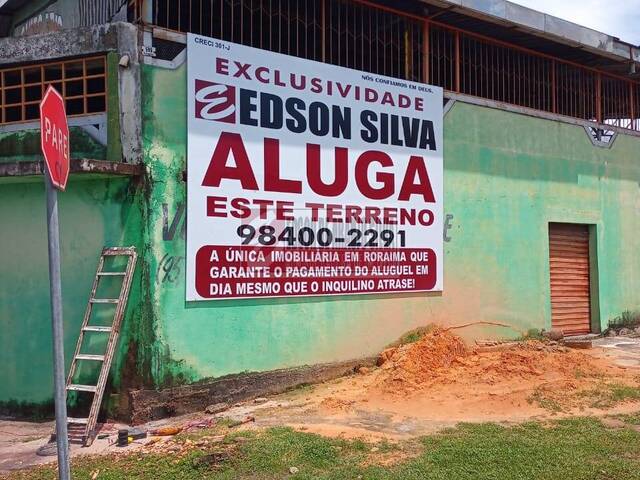 CRECI 361-J
NÓS CONFIAMOS EM DEUS.
EXCLUSIVIDADE
EDSON SILVA
ALUGA
ESTE TERRENO
98400-2291
A ÚNICA IMOBILIÁRIA EM RORAIMA QUE
GARANTE O PAGAMENTO DO ALUGUEL EM
DIA MESMO QUE O INQUILINO ATRASE!
PARE